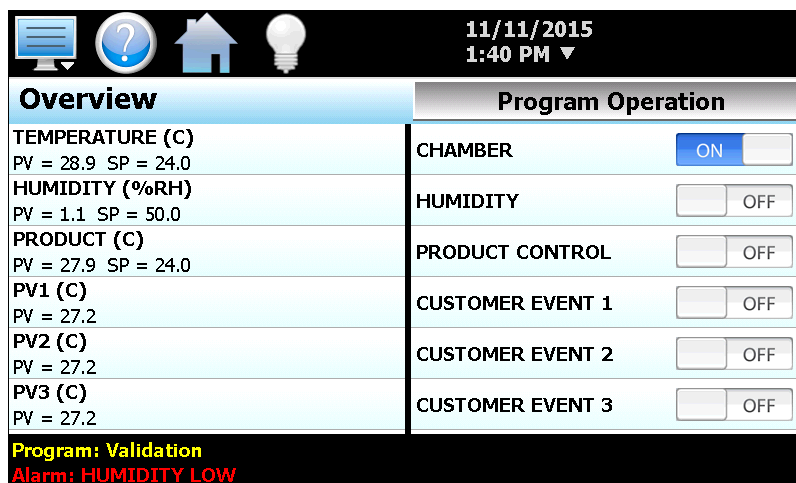 ?
11/11/2015
1:40 PM ▼
Overview
Program Operation
TEMPERATURE (C)
PV = 28.9 SP = 24.0
HUMIDITY (%RH)
PV = 1.1 SP = 50.0
PRODUCT (C)
PV = 27.9 SP = 24.0
PV1 (C)
PV = 27.2
PV2 (C)
PV = 27.2
PV3 (C)
PV = 27.2
CHAMBER ON
HUMIDITY OFF
PRODUCT CONTROL OFF
CUSTOMER EVENT 1 OFF
CUSTOMER EVENT 2 OFF
CUSTOMER EVENT 3 OFF
Program: Validation
Alarm: HUMIDITY LOW